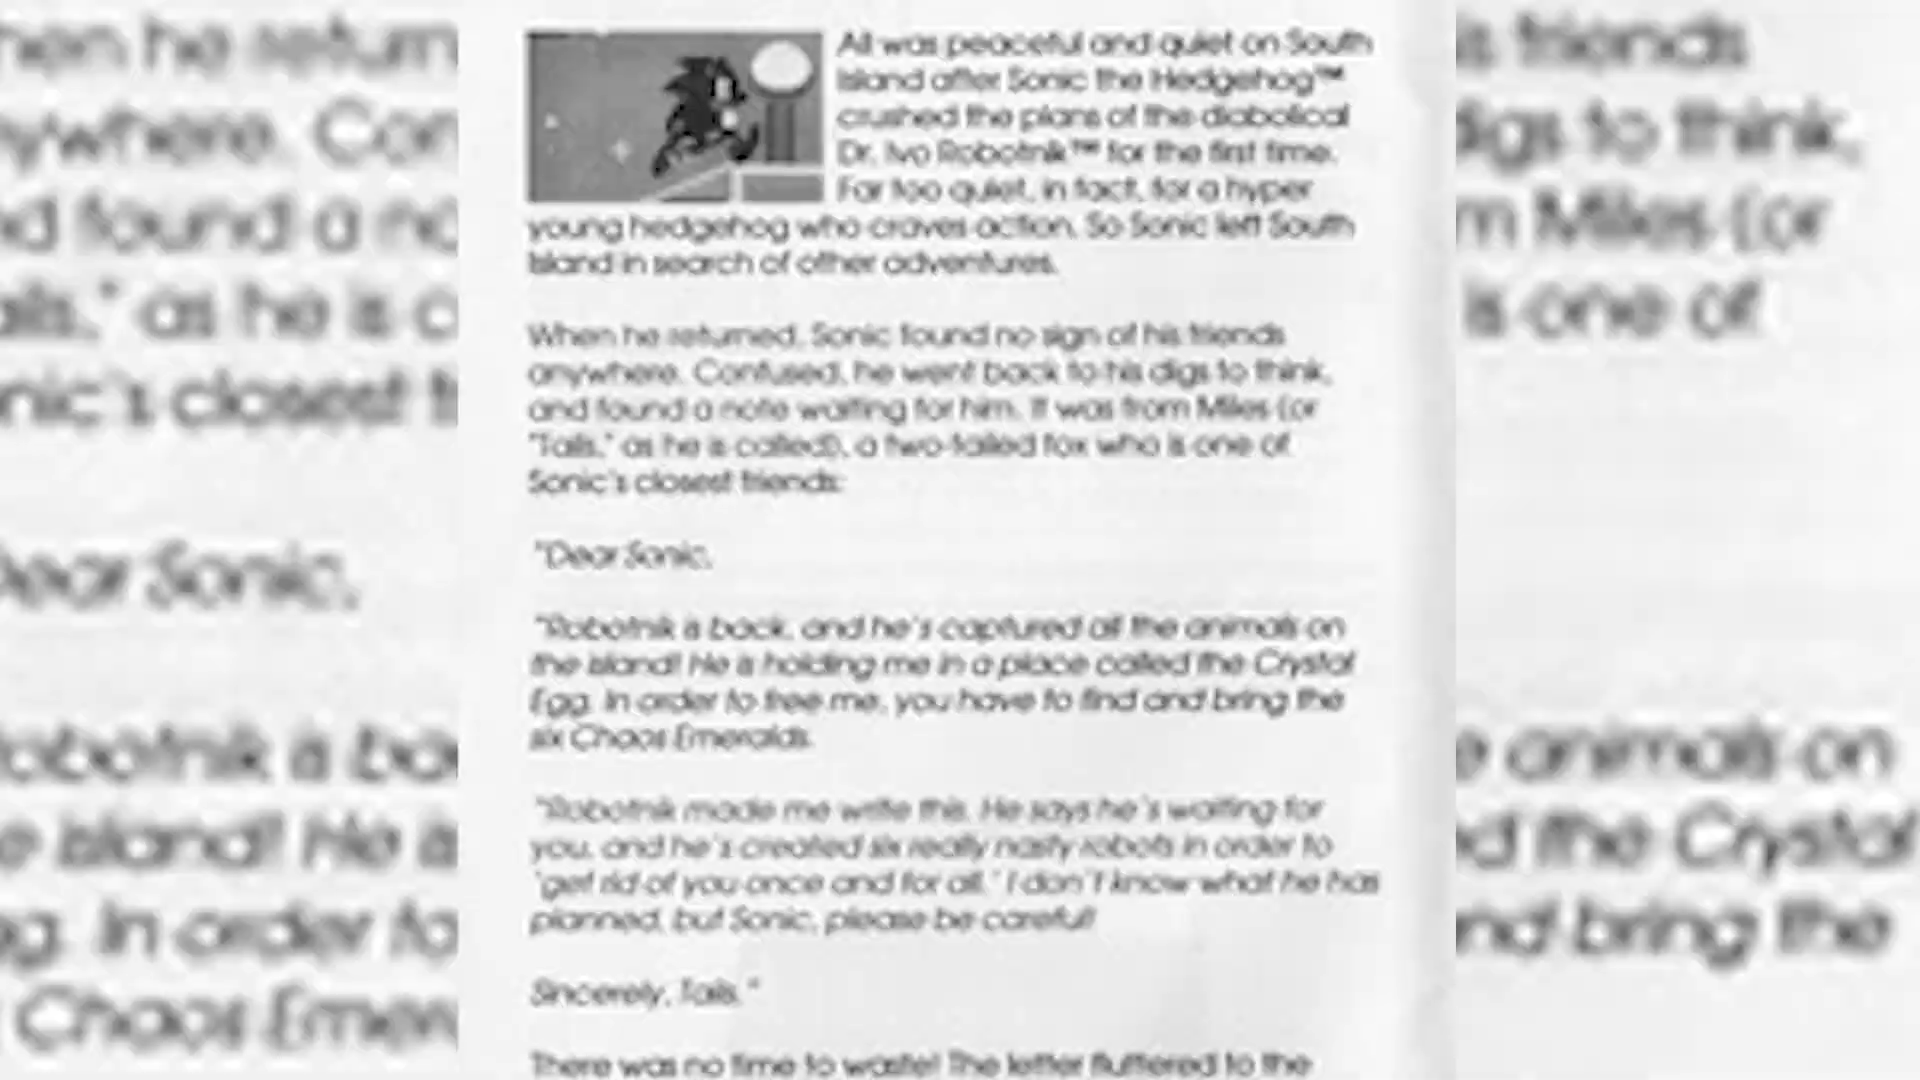 All was peaceful and quiet on South
Island after Sonic the Hedgehog™
crushed the plans of the diabolical
Dr. Ivo Robotnik™ for the first time.
Far too quiet, in fact, for a hyper
young hedgehog who craves action. So Sonic left South
Island in search of other adventures.
When he returned, Sonic found no sign of his friends
anywhere. Confused, he went back to his digs to think,
and found a note waiting for him. It was from Miles (or
"Tails," as he is called), a two-tailed fox who is one of
Sonic's closest friends:
"Dear Sonic,
"Robotnik is back, and he's captured all the animals on
the island! He is holding me in a place called the Crystal
Egg. In order to free me, you have to find and bring the
six Chaos Emeralds.
"Robotnik made me write this. He says he's waiting for
you, and he's created six really nasty robots in order to
'get rid of you once and for all.' I don't know what he has
planned, but Sonic, please be careful!
Sincerely, Tails."
There was no time to waste! The letter fluttered to the